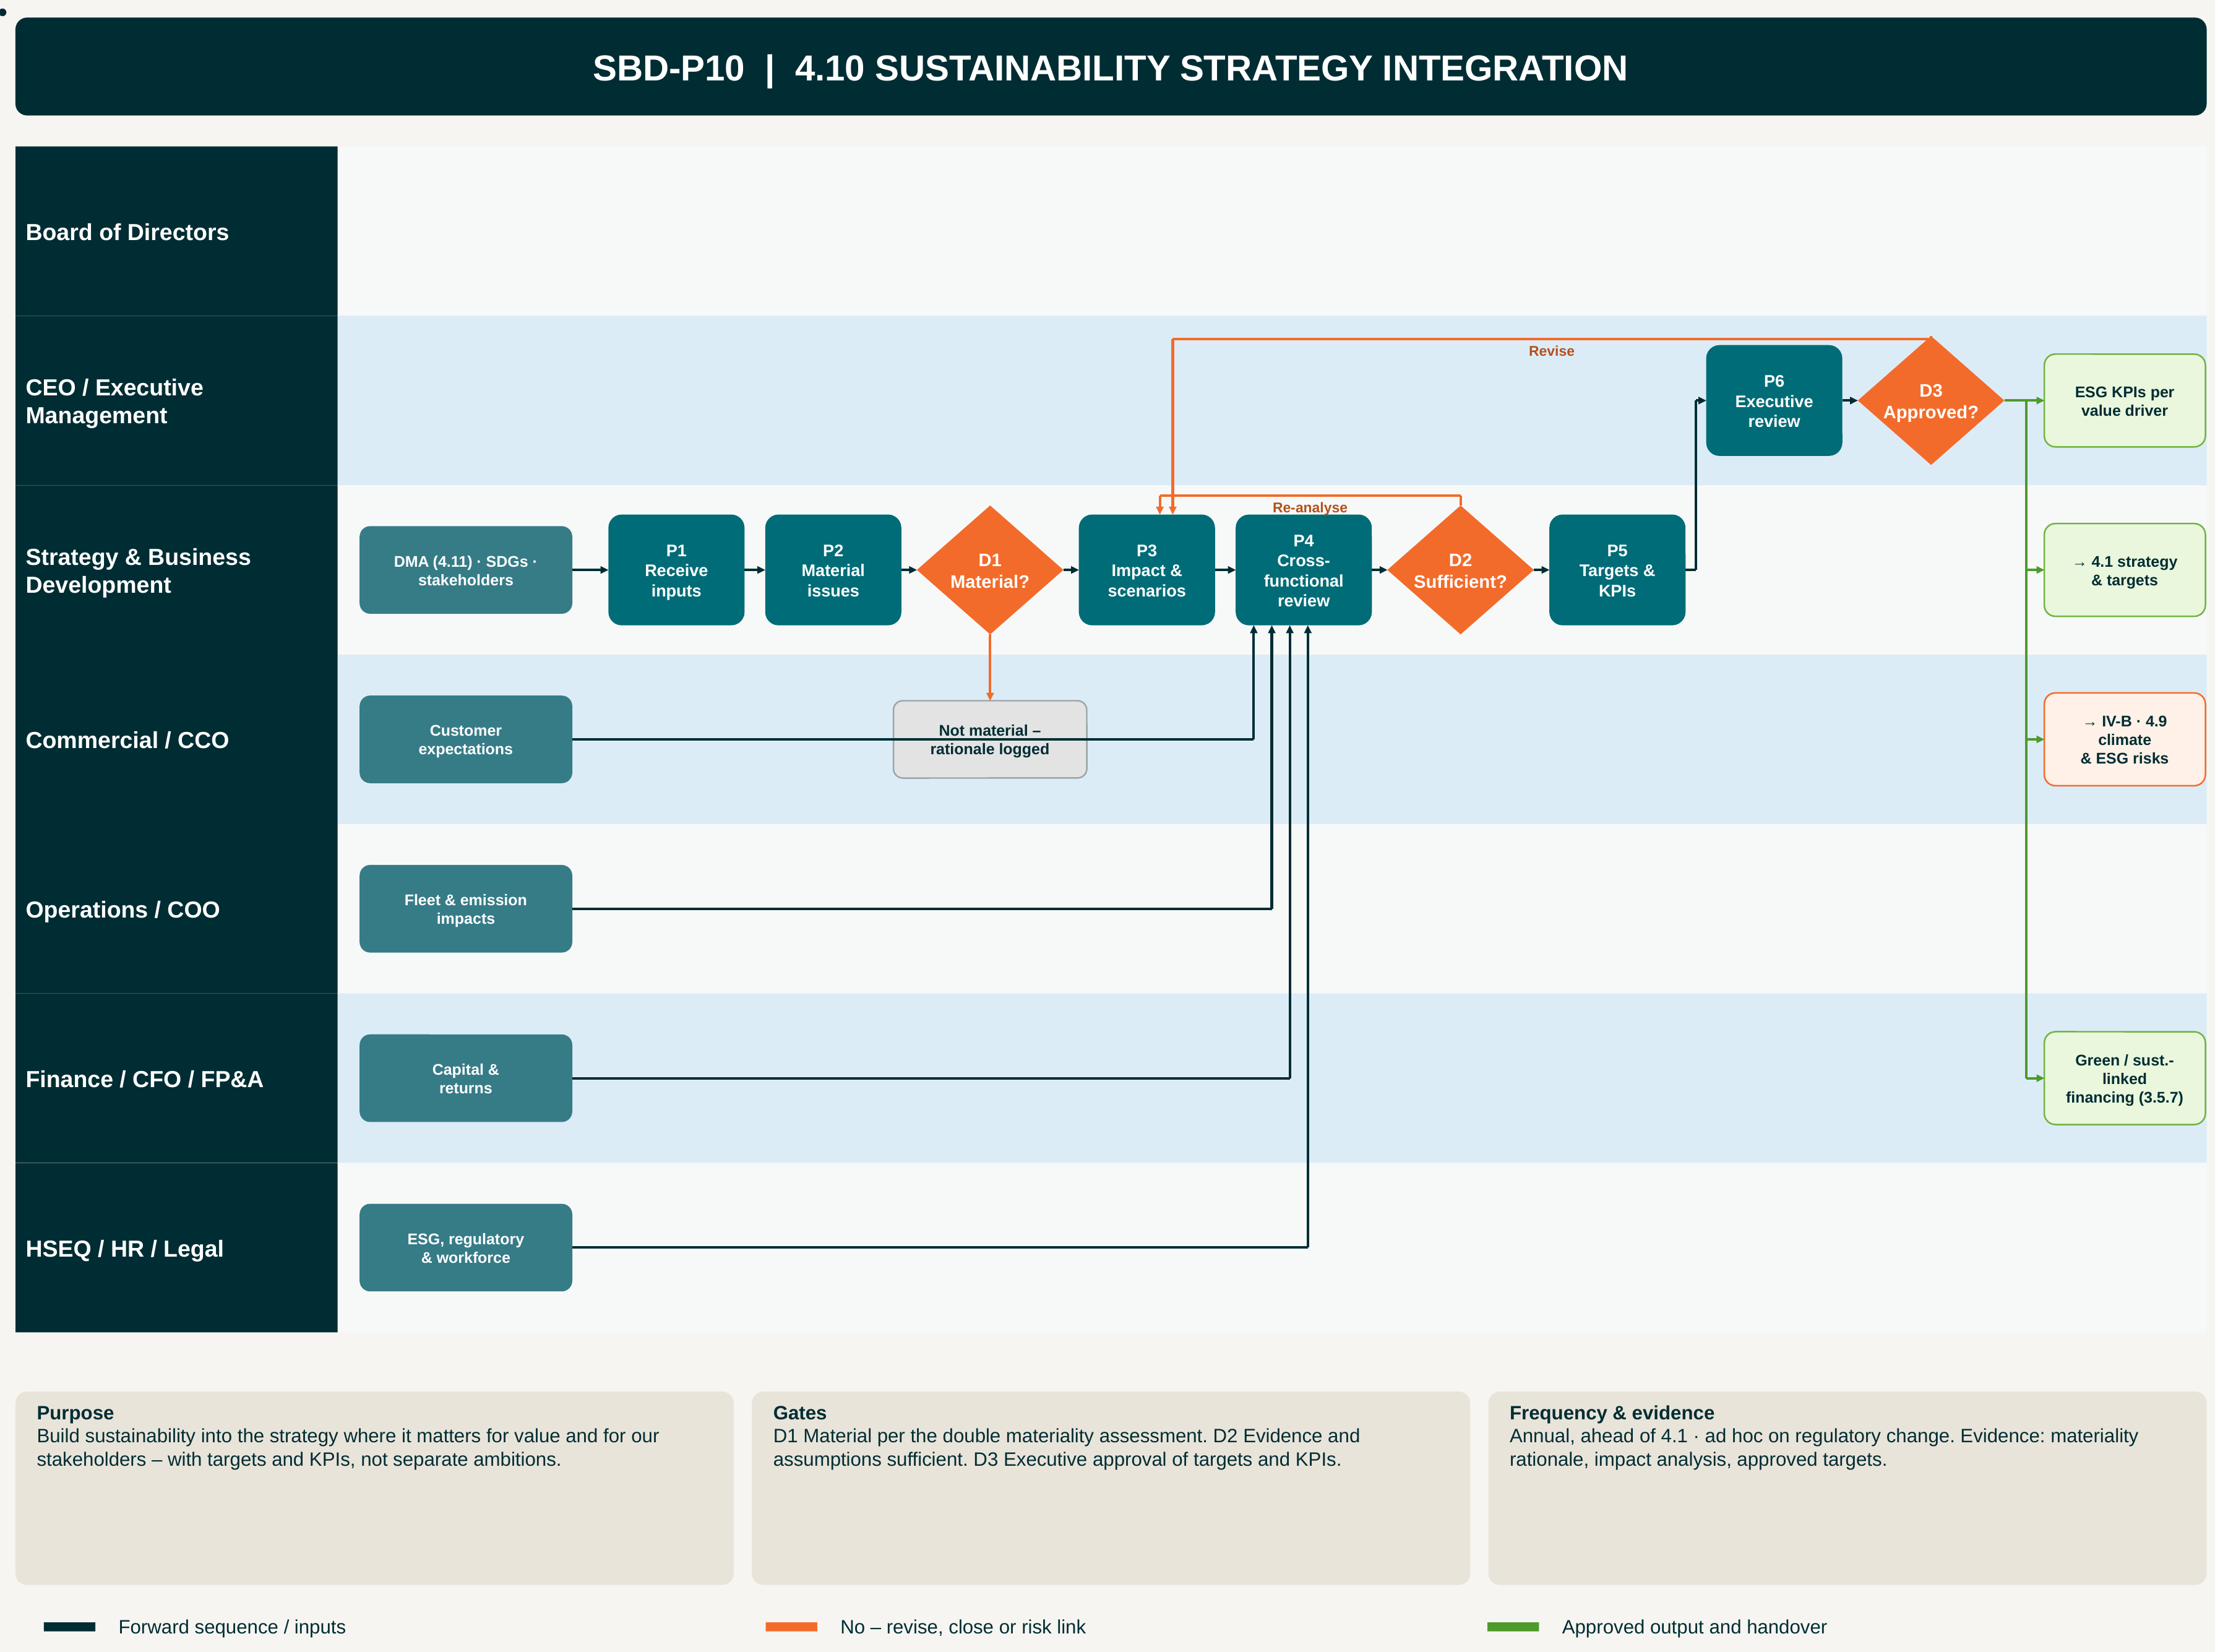 SBD-P10 | 4.10 SUSTAINABILITY STRATEGY INTEGRATION
Board of Directors
CEO / Executive
Management
Revise
P6
Executive
review
D3
Approved?
ESG KPIs per
value driver
Strategy & Business
Development
DMA (4.11) · SDGs ·
stakeholders
P1
Receive
inputs
P2
Material
issues
D1
Material?
P3
Impact &
scenarios
Re-analyse
P4
Cross-
functional
review
D2
Sufficient?
P5
Targets &
KPIs
→ 4.1 strategy
& targets
Commercial / CCO
Customer
expectations
Not material –
rationale logged
→ IV-B · 4.9
climate
& ESG risks
Operations / COO
Fleet & emission
impacts
Finance / CFO / FP&A
Capital &
returns
Green / sust.-
linked
financing (3.5.7)
HSEQ / HR / Legal
ESG, regulatory
& workforce
Purpose
Build sustainability into the strategy where it matters for value and for our
stakeholders – with targets and KPIs, not separate ambitions.
Gates
D1 Material per the double materiality assessment. D2 Evidence and
assumptions sufficient. D3 Executive approval of targets and KPIs.
Frequency & evidence
Annual, ahead of 4.1 · ad hoc on regulatory change. Evidence: materiality
rationale, impact analysis, approved targets.
Forward sequence / inputs
No – revise, close or risk link
Approved output and handover